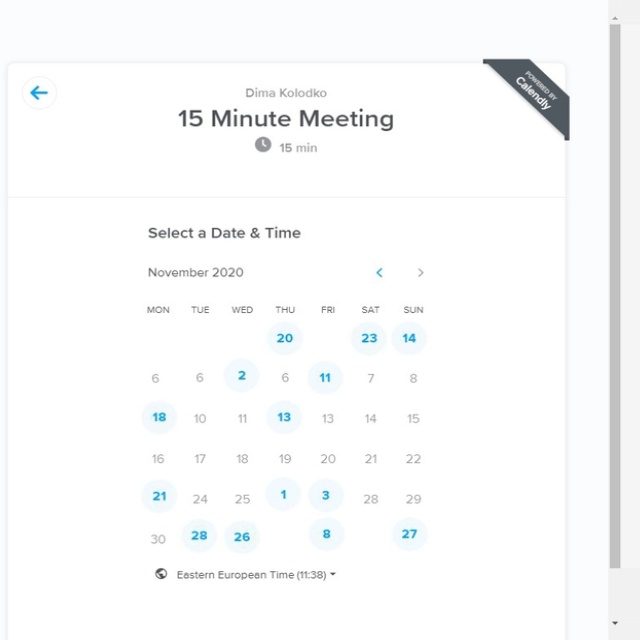 POWERED BY
Calendly
Dima Kolodko
15 Minute Meeting
15 min
Select a Date & Time
November 2020
MON TUE WED THU FRI SAT SUN
20 23 14
6 6 2 6 11 7 8
18 10 11 13 13 14 15
16 17 18 19 20 21 22
21 24 25 1 3 28 29
30 28 26 8 27
Eastern European Time (11:38)